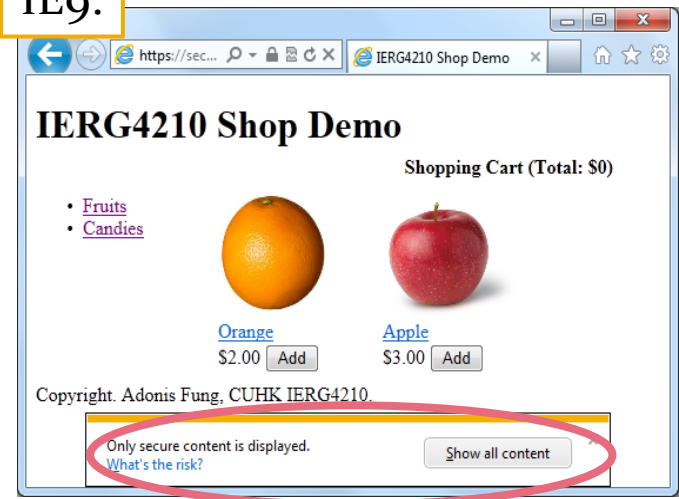 IE9:
https://sec...
IERG4210 Shop Demo
IERG4210 Shop Demo
Shopping Cart (Total: $0)
Fruits
Candies
Orange
Apple
$2.00 Add
$3.00 Add
Copyright. Adonis Fung, CUHK IERG4210.
Only secure content is displayed.
What's the risk?
Show all content